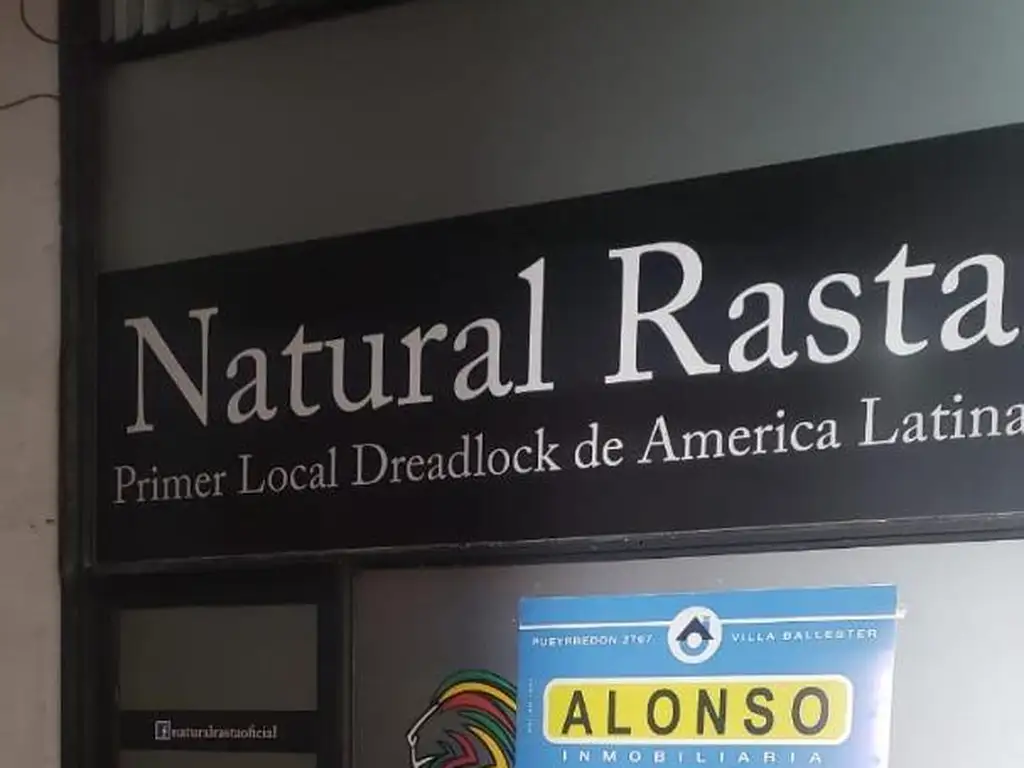 Natural Rasta
Primer Local Dreadlock de America Latina
PUEYRREDON 2767 VILLA BALLESTER
ALONSO
INMOBILIARIA
naturalrastaoficial